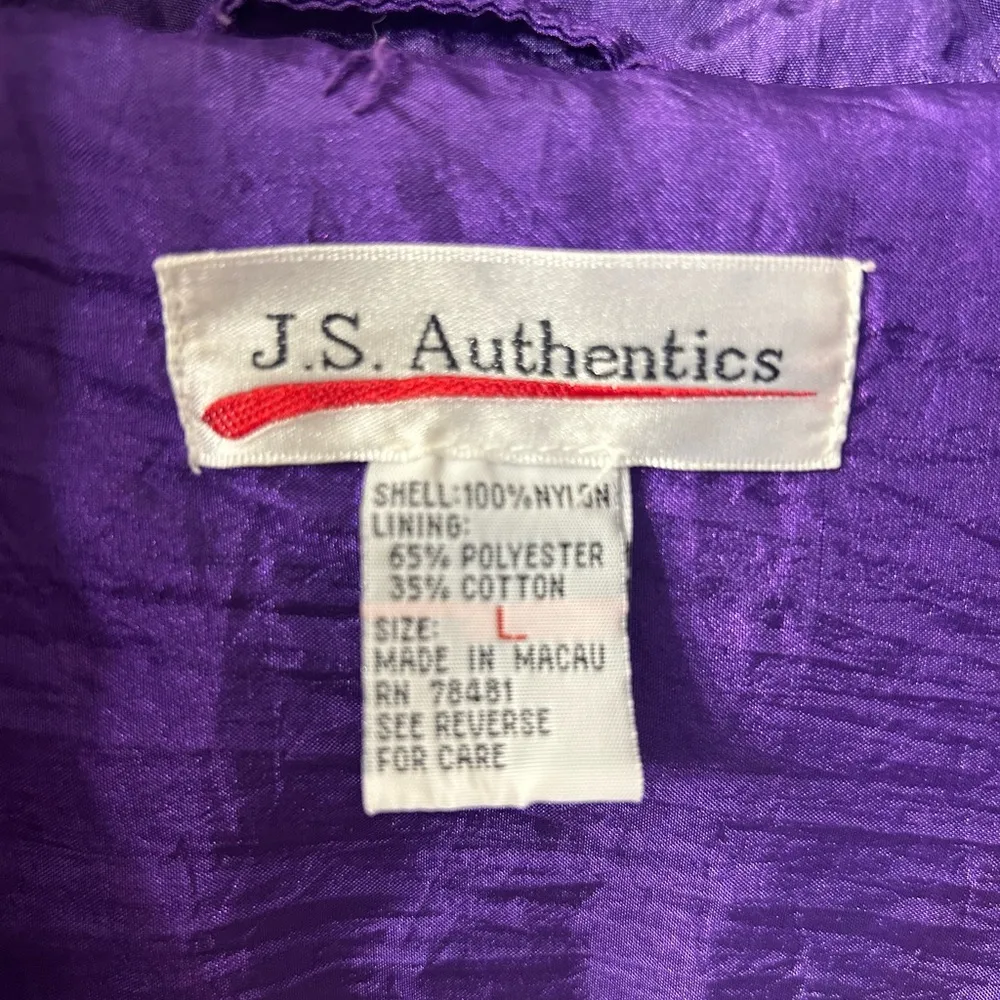 J.S. Authentics
SHELL:100%NYLON
LINING:
65% POLYESTER
35% COTTON
SIZE: L
MADE IN MACAU
RN 78481
SEE REVERSE
FOR CARE